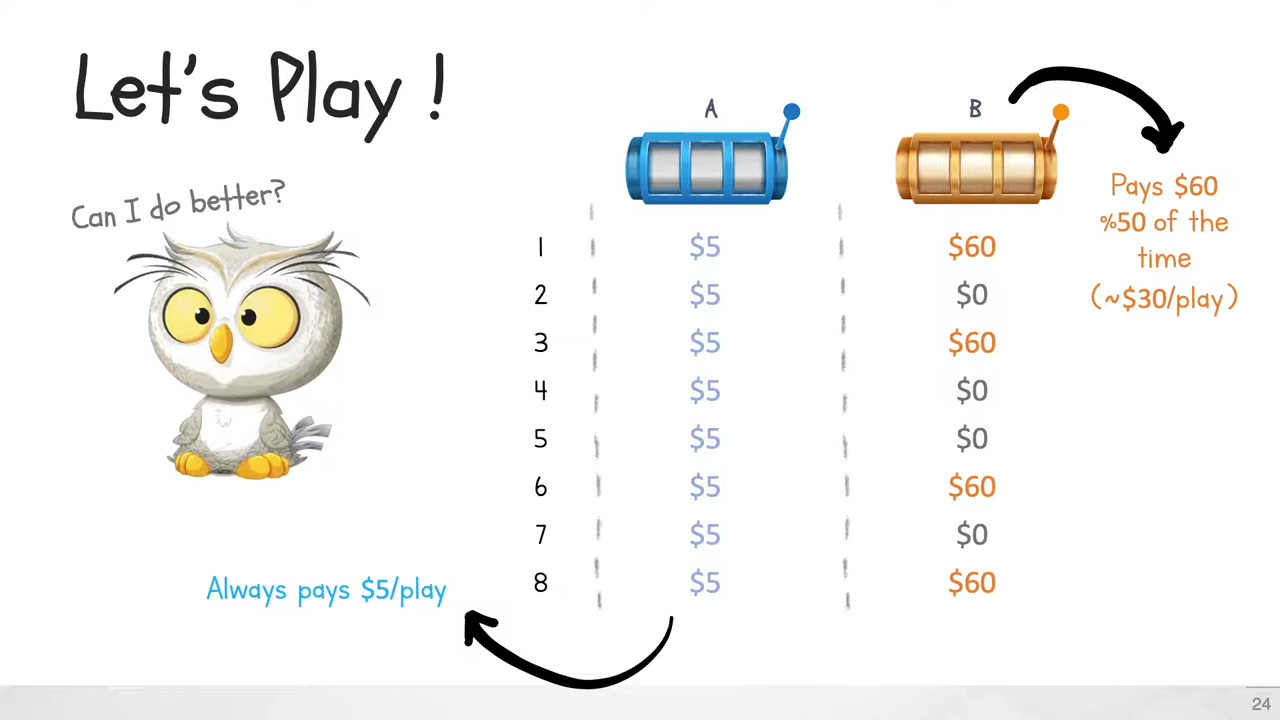 Let's Play !
A
B
Can I do better?
Pays $60
%50 of the
time
(~$30/play)
1 $5 $60
2 $5 $0
3 $5 $60
4 $5 $0
5 $5 $0
6 $5 $60
7 $5 $0
8 $5 $60
Always pays $5/play
24